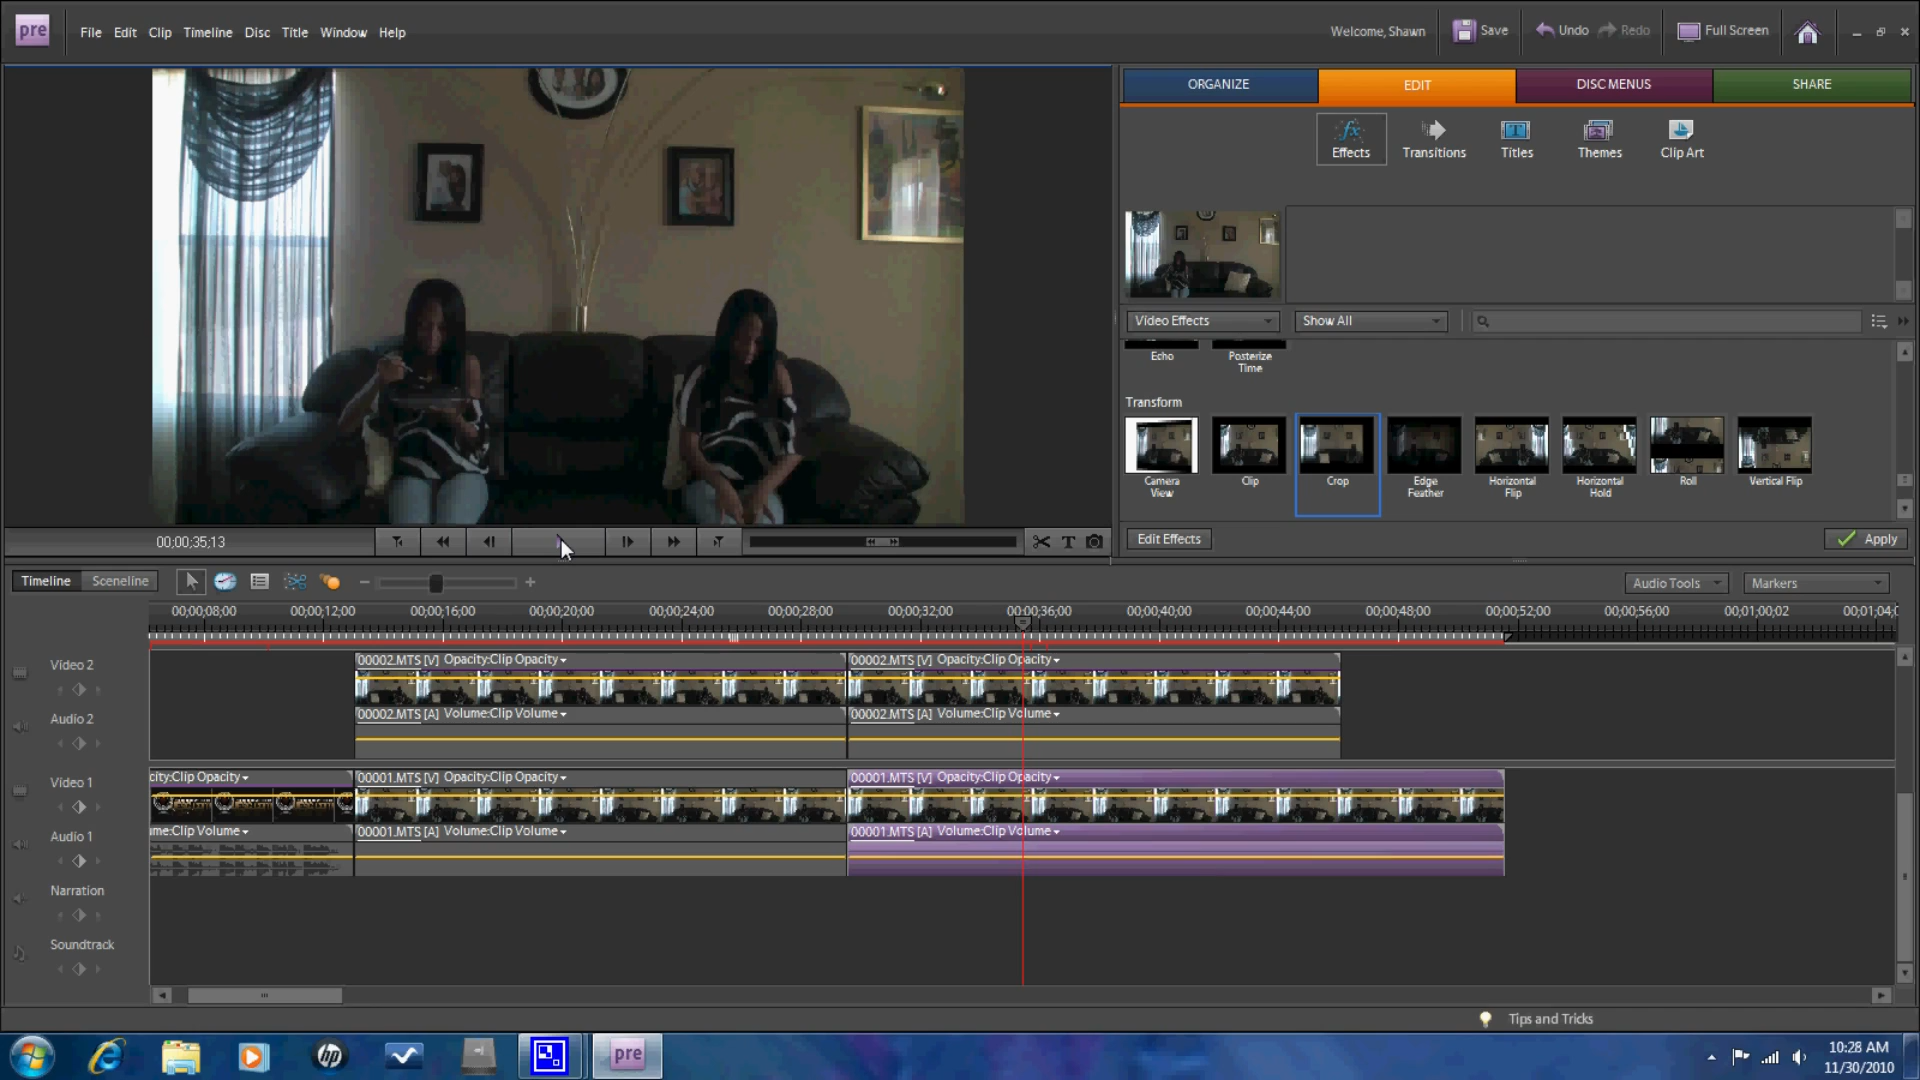 pre File Edit Clip Timeline Disc Title Window Help Welcome, Shawn Save Undo Redo Full Screen
ORGANIZE EDIT DISC MENUS SHARE
fx
Effects Transitions Titles Themes Clip Art
Video Effects Show All
Echo Posterize Time
Transform
Camera View Clip Crop Edge Feather Horizontal Flip Horizontal Hold Roll Vertical Flip
00;00;35;13
Edit Effects Apply
Timeline Sceneline Audio Tools Markers
00;00;08;00 00;00;12;00 00;00;16;00 00;00;20;00 00;00;24;00 00;00;28;00 00;00;32;00 00;00;36;00 00;00;40;00 00;00;44;00 00;00;48;00 00;00;52;00 00;00;56;00 00;01;00;02 00;01;04;
Video 2 00002.MTS [V] Opacity:Clip Opacity 00002.MTS [V] Opacity:Clip Opacity
Audio 2 00002.MTS [A] Volume:Clip Volume 00002.MTS [A] Volume:Clip Volume
Video 1 city:Clip Opacity 00001.MTS [V] Opacity:Clip Opacity 00001.MTS [V] Opacity:Clip Opacity
Audio 1 me:Clip Volume 00001.MTS [A] Volume:Clip Volume 00001.MTS [A] Volume:Clip Volume
Narration
Soundtrack
Tips and Tricks
hp pre 10:28 AM
11/30/2010